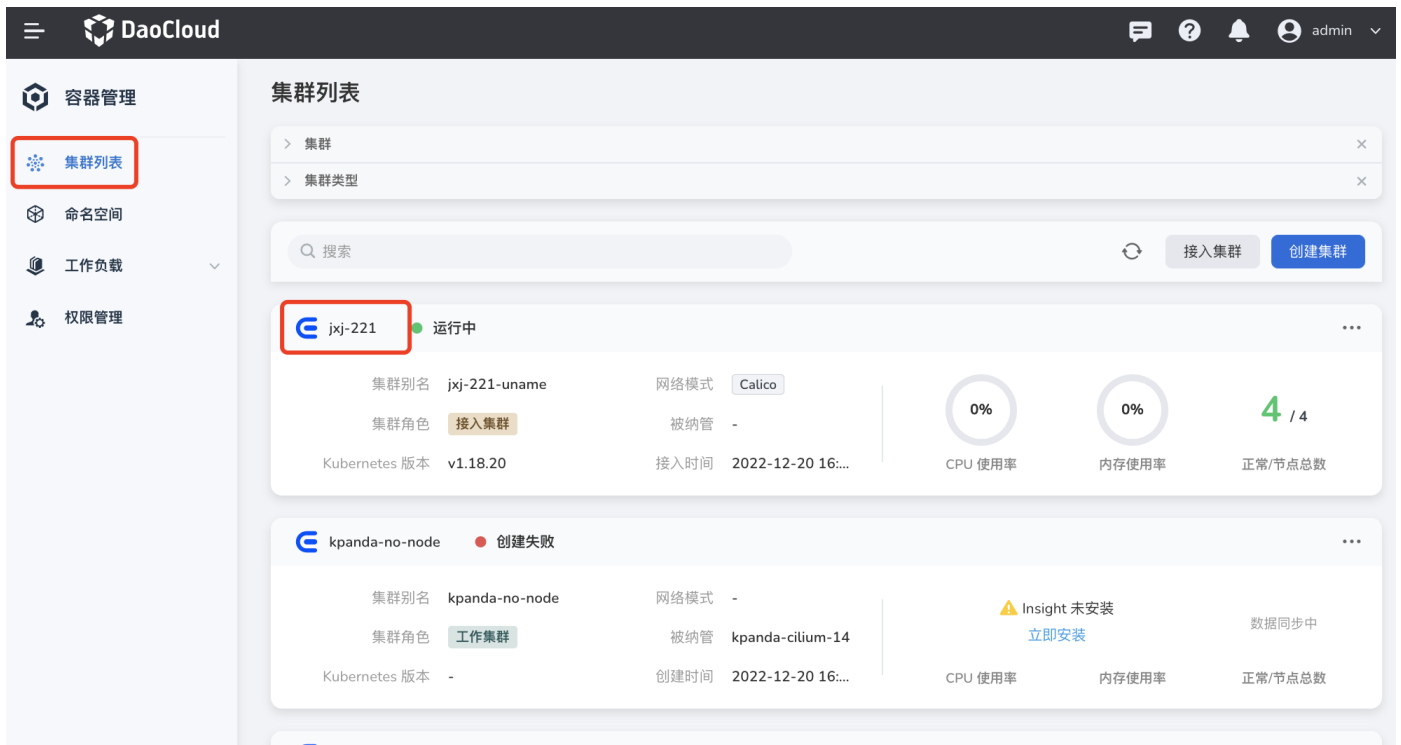 DaoCloud
admin
容器管理
集群列表
命名空间
工作负载
权限管理
集群列表
集群
集群类型
搜索
接入集群
创建集群
jxj-221
运行中
集群别名 jxj-221-uname
网络模式 Calico
集群角色 接入集群
被纳管 -
Kubernetes 版本 v1.18.20
接入时间 2022-12-20 16:...
0%
CPU 使用率
0%
内存使用率
4 / 4
正常/节点总数
kpanda-no-node
创建失败
集群别名 kpanda-no-node
网络模式 -
集群角色 工作集群
被纳管 kpanda-cilium-14
Kubernetes 版本 -
创建时间 2022-12-20 16:...
Insight 未安装
立即安装
数据同步中
CPU 使用率
内存使用率
正常/节点总数